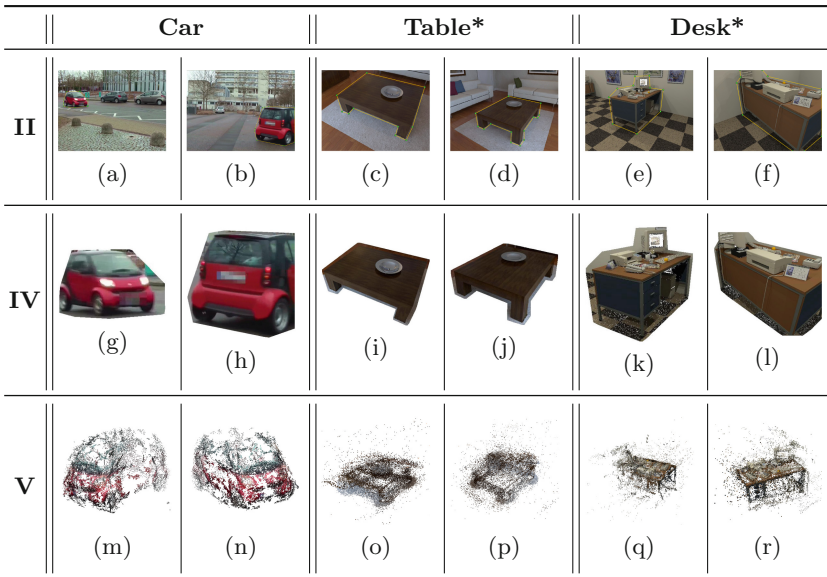 Car Table* Desk*
II
(a) (b) (c) (d) (e) (f)
IV
(g) (h) (i) (j) (k) (l)
V
(m) (n) (o) (p) (q) (r)